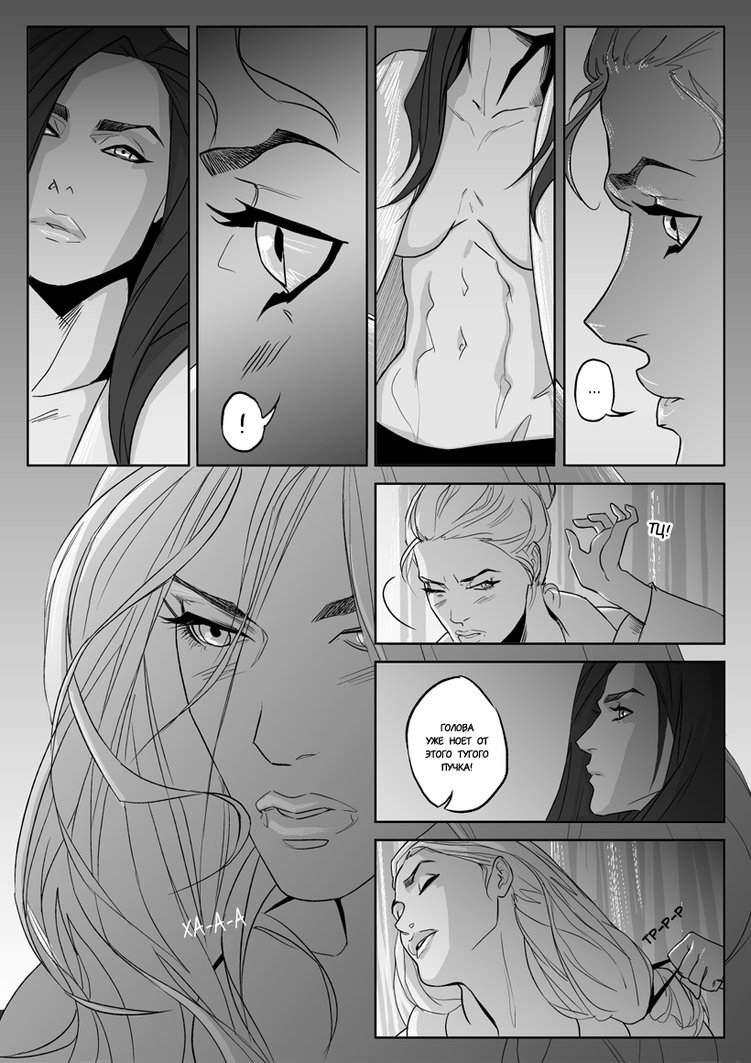 !
...
ТЦ!
ГОЛОВА
УЖЕ НОЕТ ОТ
ЭТОГО ТУГОГО
ПУЧКА!
ТР-Р-Р
ХА-А-А